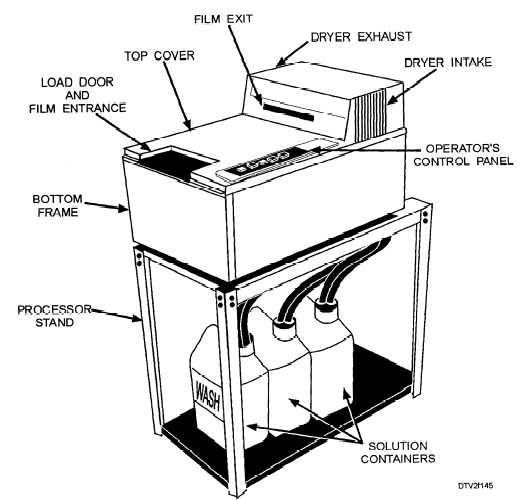 FILM EXIT
DRYER EXHAUST
TOP COVER
DRYER INTAKE
LOAD DOOR
AND
FILM ENTRANCE
OPERATOR'S
CONTROL PANEL
BOTTOM
FRAME
PROCESSOR
STAND
WASH
SOLUTION
CONTAINERS
DTV2f145